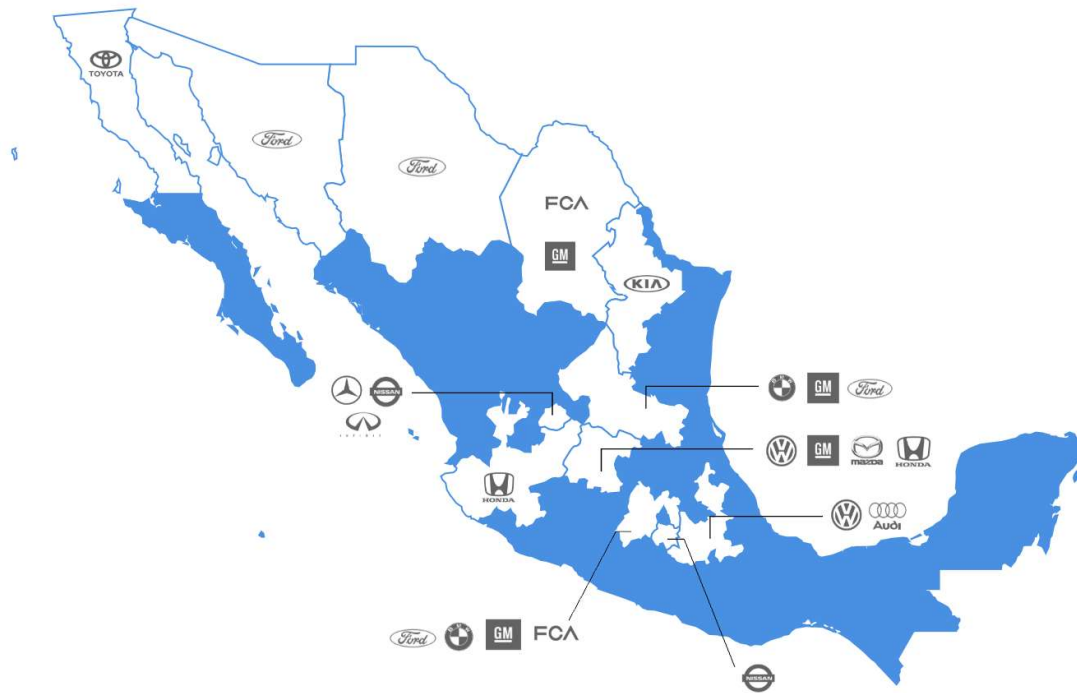 TOYOTA
Ford
Ford
FCA
GM
KIA
NISSAN
INFINITI
GM
Ford
GM
mazda
HONDA
HONDA
Audi
Ford
GM
FCA
NISSAN